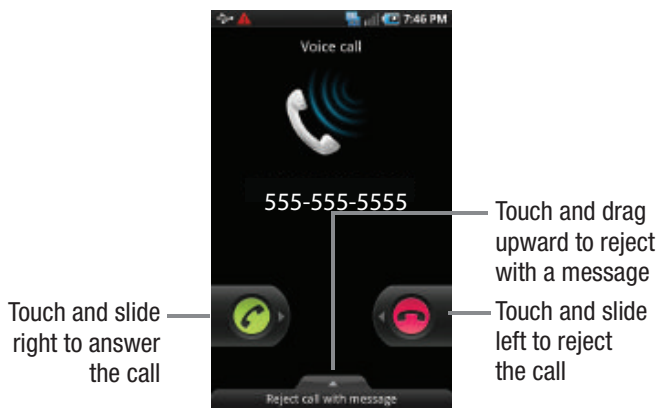 7:46 PM
Voice call
555-555-5555
Touch and drag
upward to reject
with a message
Touch and slide
right to answer
the call
Touch and slide
left to reject
the call
Reject call with message